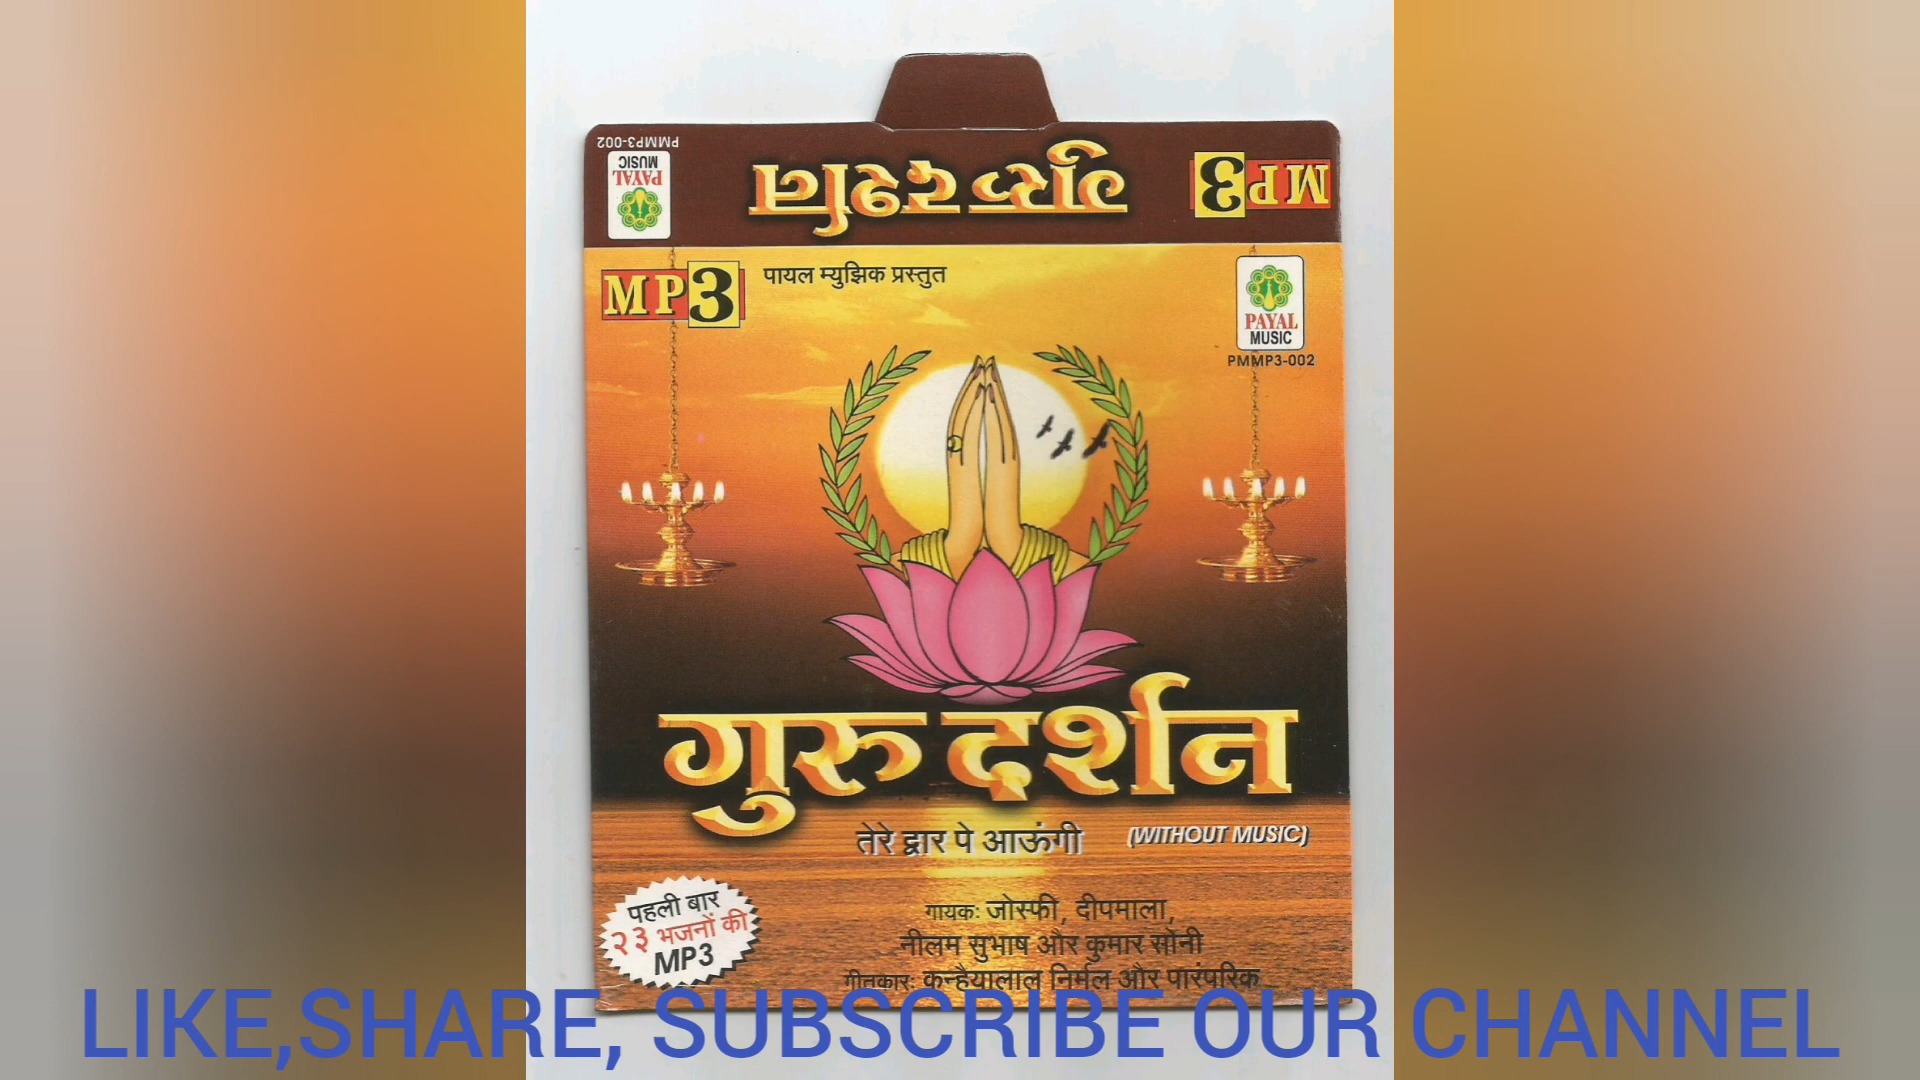 PMMP3-002
PAYAL
MUSIC
गुरु दर्शन
MP3
MP3
पायल म्युझिक प्रस्तुत
PAYAL
MUSIC
PMMP3-002
गुरु दर्शन
तेरे द्वार पे आऊंगी
(WITHOUT MUSIC)
पहली बार
२३ भजनों की
MP3
गायक: जोस्फी, दीपमाला,
नीलम सुभाष और कुमार सोनी
गीतकार: कन्हैयालाल निर्मल और पारंपरिक
LIKE,SHARE, SUBSCRIBE OUR CHANNEL